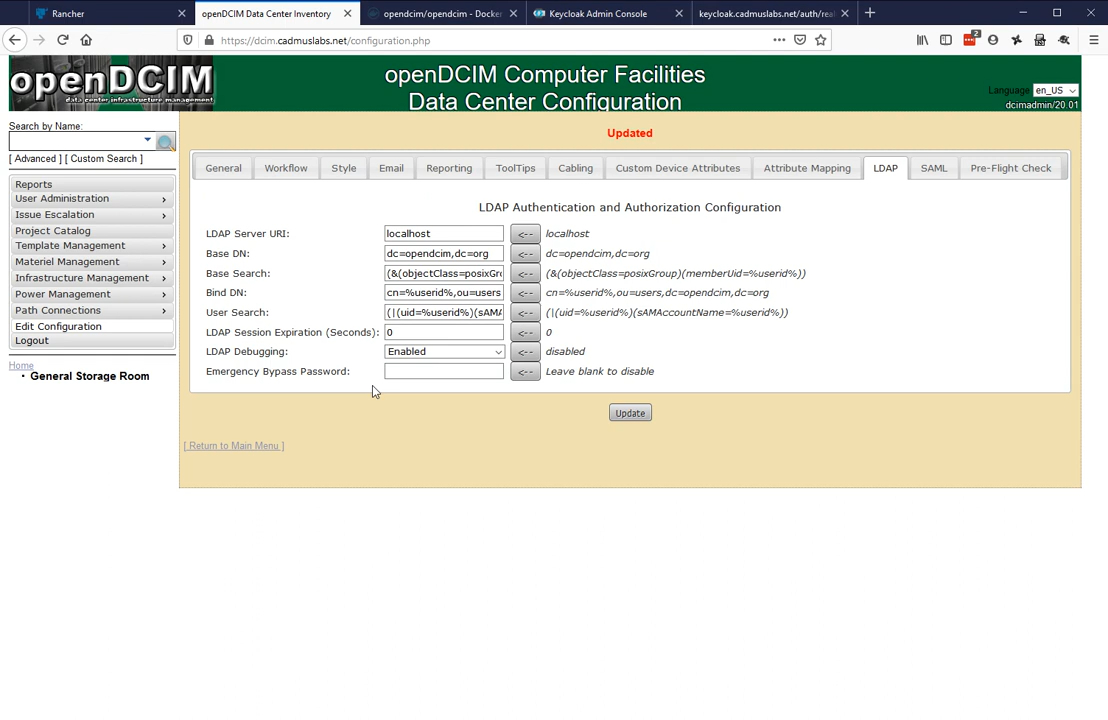 Rancher
openDCIM Data Center Inventory
opendcim/opendcim - Docker
Keycloak Admin Console
keycloak.cadmuslabs.net/auth/rea
https://dcim.cadmuslabs.net/configuration.php
2
openDCIM
data center infrastructure management
openDCIM Computer Facilities
Data Center Configuration
Language en_US
dcimadmin/20.01
Search by Name:
[ Advanced ] [ Custom Search ]
Reports
User Administration
Issue Escalation
Project Catalog
Template Management
Materiel Management
Infrastructure Management
Power Management
Path Connections
Edit Configuration
Logout
Home
General Storage Room
Updated
General Workflow Style Email Reporting ToolTips Cabling Custom Device Attributes Attribute Mapping LDAP SAML Pre-Flight Check
LDAP Authentication and Authorization Configuration
LDAP Server URI: localhost <-- localhost
Base DN: dc=opendcim,dc=org <-- dc=opendcim,dc=org
Base Search: (&(objectClass=posixGro <-- (&(objectClass=posixGroup)(memberUid=%userid%))
Bind DN: cn=%userid%,ou=users <-- cn=%userid%,ou=users,dc=opendcim,dc=org
User Search: (|(uid=%userid%)(sAMA <-- (|(uid=%userid%)(sAMAccountName=%userid%))
LDAP Session Expiration (Seconds): 0 <-- 0
LDAP Debugging: Enabled <-- disabled
Emergency Bypass Password: <-- Leave blank to disable
Update
[ Return to Main Menu ]